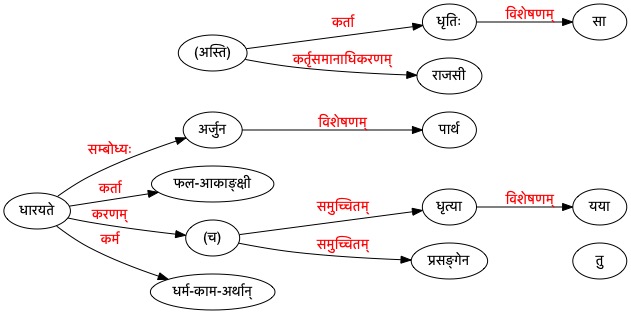 कर्ता
धृतिः
विशेषणम्
सा
(अस्ति)
कर्तृसमानाधिकरणम्
राजसी
सम्बोध्यः
अर्जुन
विशेषणम्
पार्थ
धारयते
कर्ता
फल-आकाङ्क्षी
करणम्
(च)
समुच्चितम्
धृत्या
विशेषणम्
यया
समुच्चितम्
प्रसङ्गेन
तु
कर्म
धर्म-काम-अर्थान्